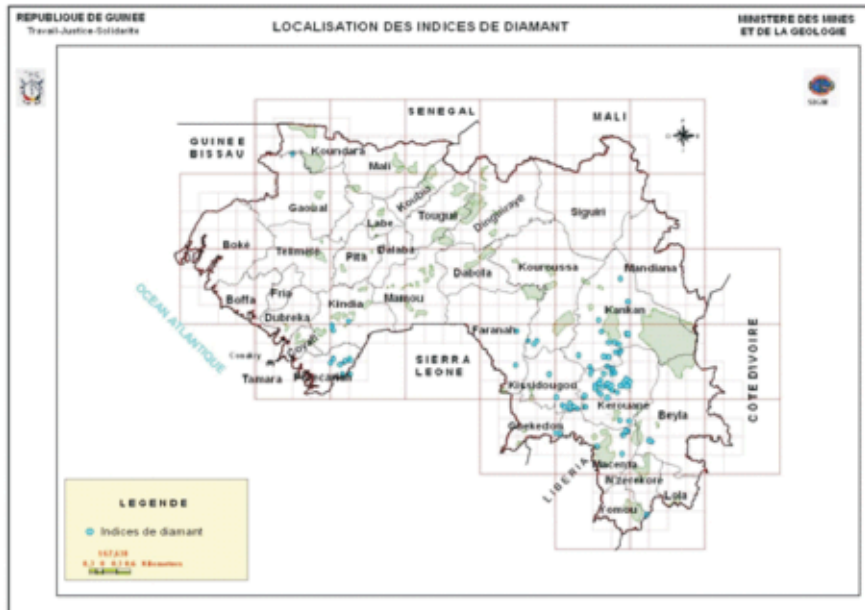 REPUBLIQUE DE GUINEE
Travail-Justice-Solidarite
LOCALISATION DES INDICES DE DIAMANT
MINISTERE DES MINES
ET DE LA GEOLOGIE
SENEGAL
MALI
GUINEE
BISSAU
Koundara
Mali
Koubia
Gaoual
Tougue
Dinguiraye
Siguiri
Labe
Boké
Telimele
Pita
Dalaba
Dabola
Kouroussa
Mandiana
Boffa
Fria
Kindia
Mamou
Kankan
Dubreka
OCEAN ATLANTIQUE
Coyah
Faranah
Conakry
Tamara
SIERRA
LEONE
Kissidougou
Kerouane
Beyla
COTE D'IVOIRE
Guekedou
Macenta
LIBERIA
N'zerekore
Lola
Yomou
LEGENDE
Indices de diamant